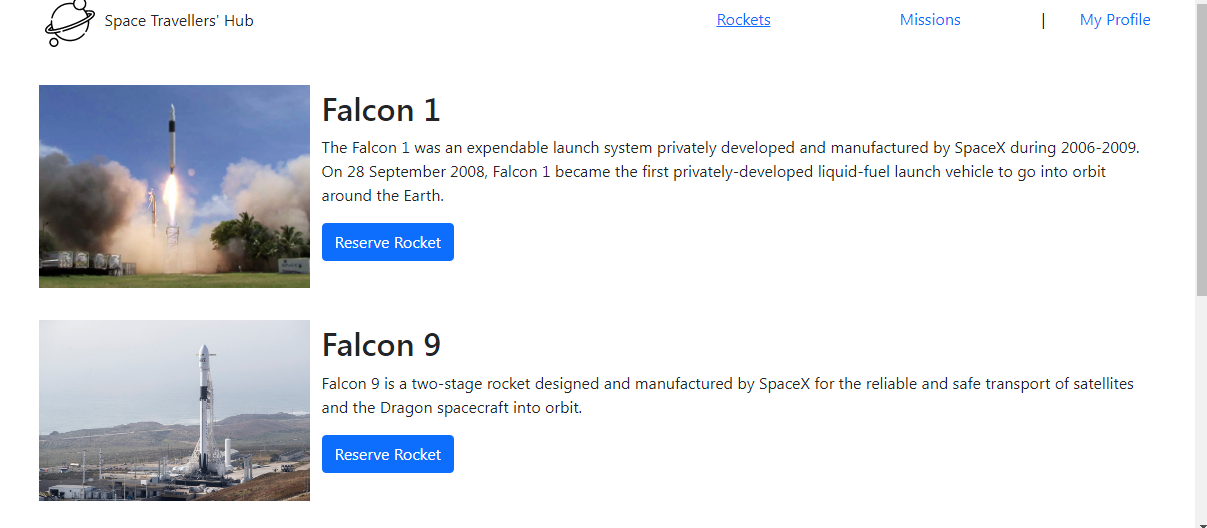 Space Travellers' Hub
Rockets
Missions
|
My Profile
Falcon 1
The Falcon 1 was an expendable launch system privately developed and manufactured by SpaceX during 2006-2009.
On 28 September 2008, Falcon 1 became the first privately-developed liquid-fuel launch vehicle to go into orbit
around the Earth.
Reserve Rocket
Falcon 9
Falcon 9 is a two-stage rocket designed and manufactured by SpaceX for the reliable and safe transport of satellites
and the Dragon spacecraft into orbit.
Reserve Rocket